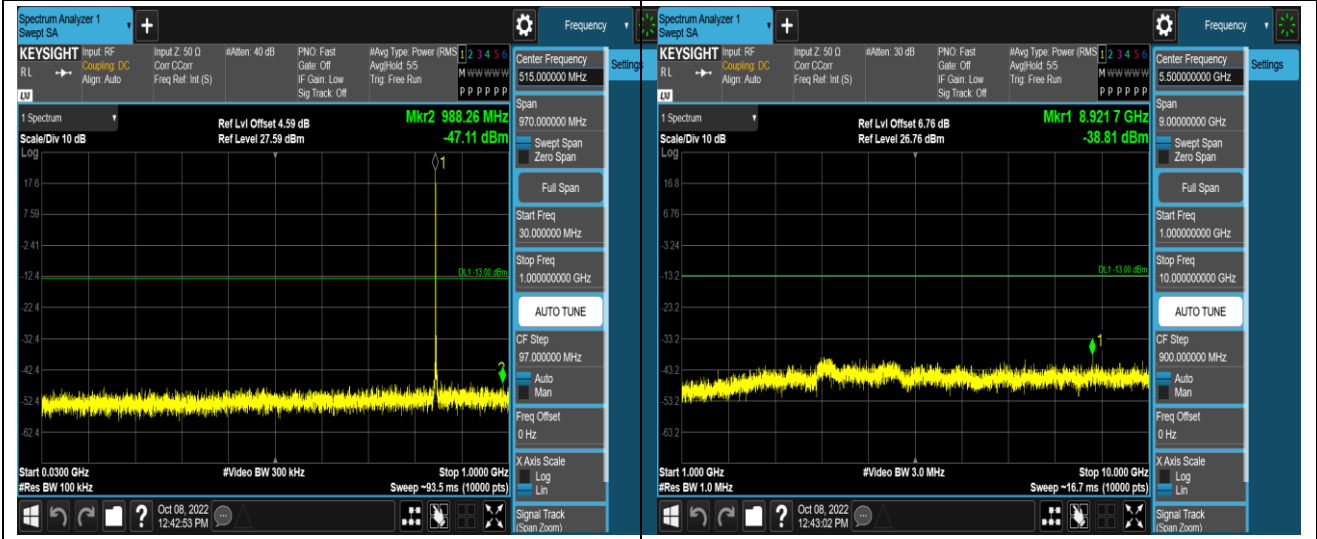 Spectrum Analyzer 1
Swept SA
+
Frequency
KEYSIGHT
RL
LXI
Input: RF
Coupling: DC
Align: Auto
Input Z: 50 Ω
Corr CCorr
Freq Ref: Int (S)
#Atten: 40 dB
PNO: Fast
Gate: Off
IF Gain: Low
Sig Track: Off
#Avg Type: Power (RMS
Avg|Hold: 5/5
Trig: Free Run
1 2 3 4 5 6
M W W W W W
P P P P P P
1 Spectrum
Scale/Div 10 dB
Log
Ref Lvl Offset 4.59 dB
Ref Level 27.59 dBm
Mkr2 988.26 MHz
-47.11 dBm
1
17.6
7.59
-2.41
-12.4
DL1 -13.00 dBm
-22.4
-32.4
-42.4
2
-52.4
-62.4
Start 0.0300 GHz
#Res BW 100 kHz
#Video BW 300 kHz
Stop 1.0000 GHz
Sweep ~93.5 ms (10000 pts)
Oct 08, 2022
12:42:53 PM
Center Frequency
515.000000 MHz
Span
970.000000 MHz
Swept Span
Zero Span
Full Span
Start Freq
30.000000 MHz
Stop Freq
1.000000000 GHz
AUTO TUNE
CF Step
97.000000 MHz
Auto
Man
Freq Offset
0 Hz
X Axis Scale
Log
Lin
Signal Track
(Span Zoom)
Settings
Spectrum Analyzer 1
Swept SA
+
Frequency
KEYSIGHT
RL
LXI
Input: RF
Coupling: DC
Align: Auto
Input Z: 50 Ω
Corr CCorr
Freq Ref: Int (S)
#Atten: 30 dB
PNO: Fast
Gate: Off
IF Gain: Low
Sig Track: Off
#Avg Type: Power (RMS
Avg|Hold: 5/5
Trig: Free Run
1 2 3 4 5 6
M W W W W W
P P P P P P
1 Spectrum
Scale/Div 10 dB
Log
Ref Lvl Offset 6.76 dB
Ref Level 26.76 dBm
Mkr1 8.921 7 GHz
-38.81 dBm
16.8
6.76
-3.24
-13.2
DL1 -13.00 dBm
-23.2
-33.2
1
-43.2
-53.2
-63.2
Start 1.000 GHz
#Res BW 1.0 MHz
#Video BW 3.0 MHz
Stop 10.000 GHz
Sweep ~16.7 ms (10000 pts)
Oct 08, 2022
12:43:02 PM
Center Frequency
5.500000000 GHz
Span
9.00000000 GHz
Swept Span
Zero Span
Full Span
Start Freq
1.000000000 GHz
Stop Freq
10.000000000 GHz
AUTO TUNE
CF Step
900.000000 MHz
Auto
Man
Freq Offset
0 Hz
X Axis Scale
Log
Lin
Signal Track
(Span Zoom)
Settings